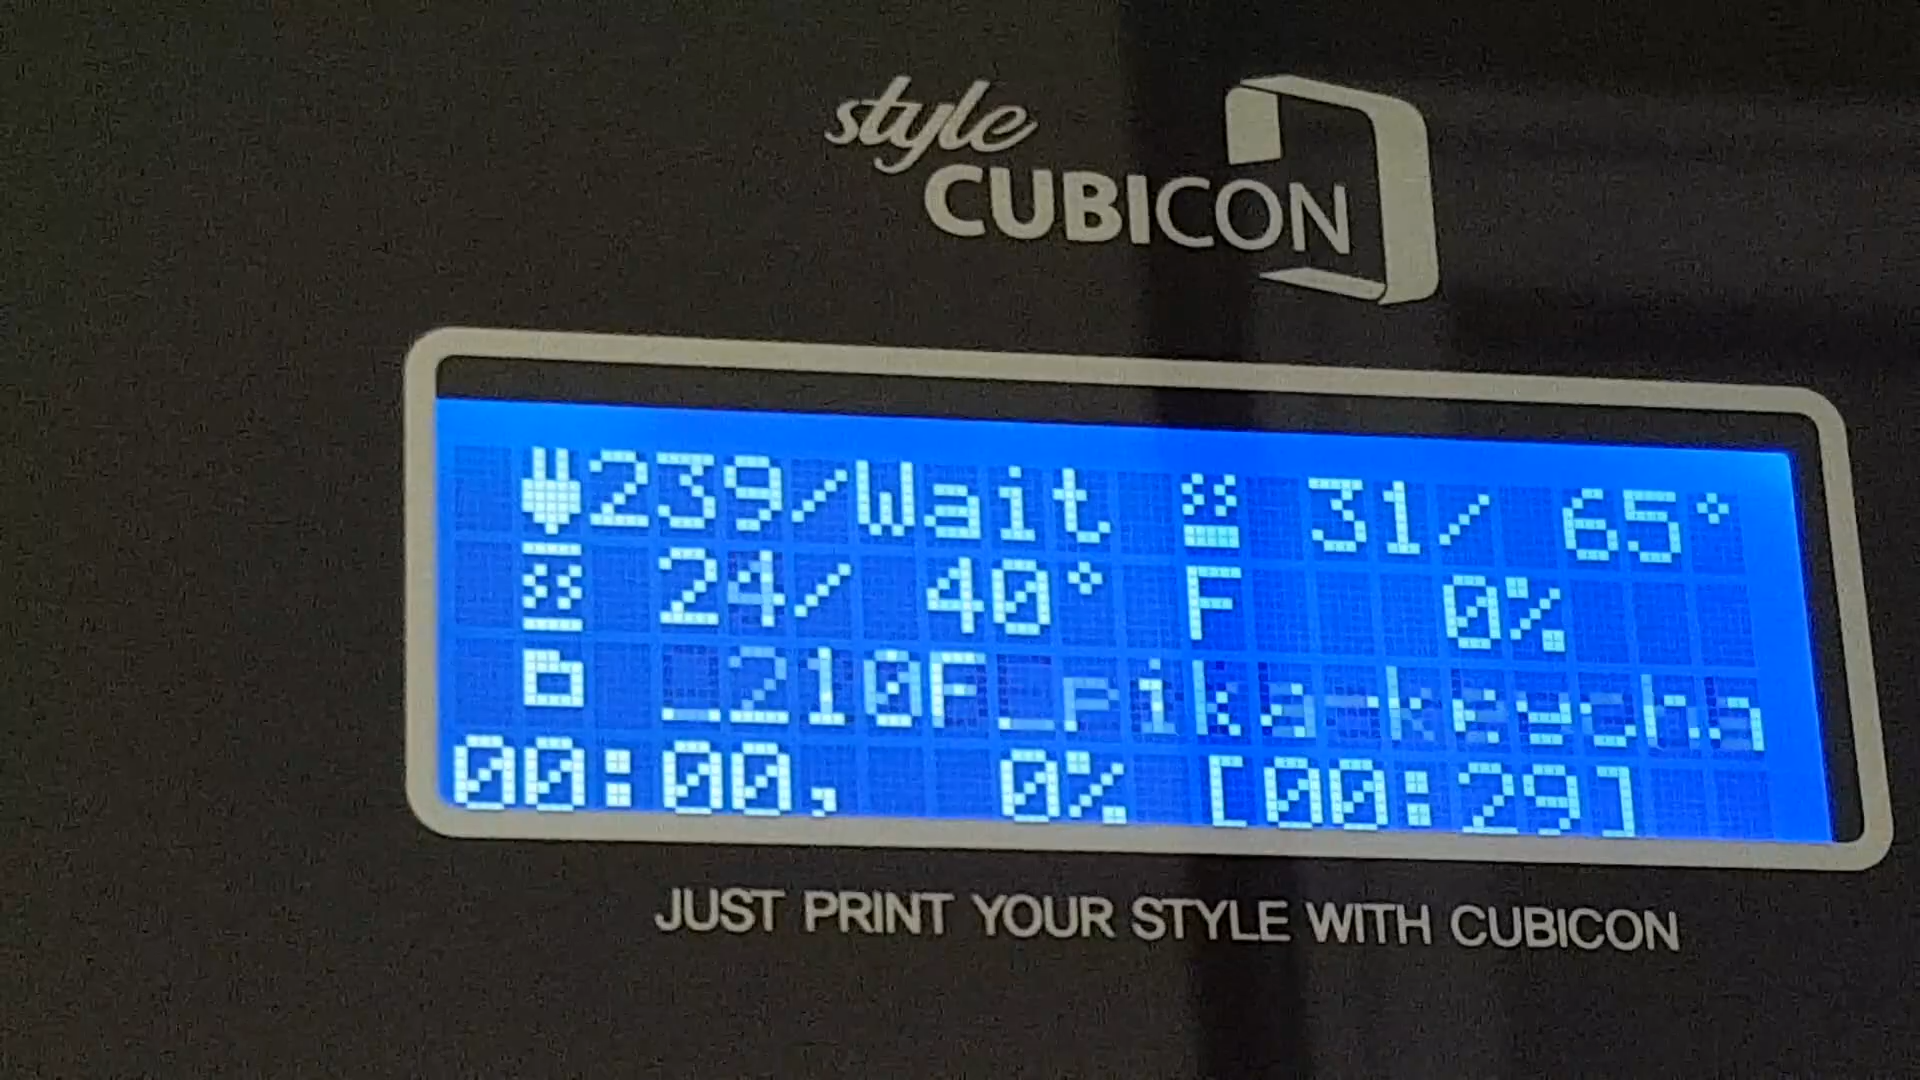 style
CUBICON
239/Wait 31/ 65°
24/ 40° F 0%
_210F_pika-keycha
00:00, 0% [00:29]
JUST PRINT YOUR STYLE WITH CUBICON